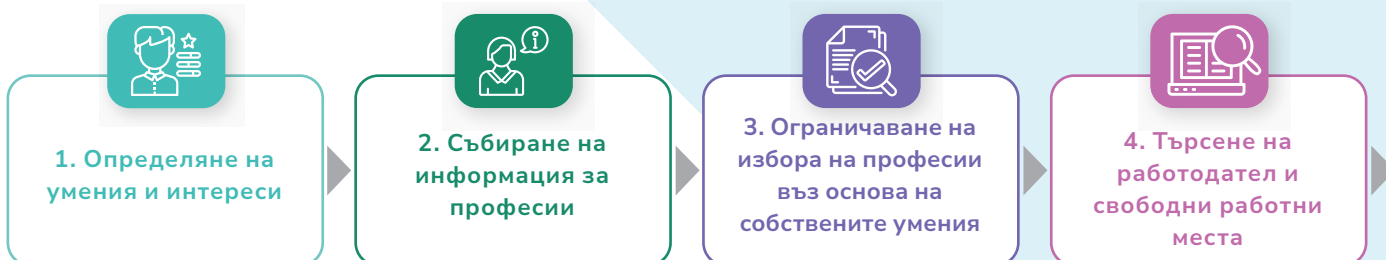 1. Определяне на
умения и интереси
2. Събиране на
информация за
професии
3. Ограничаване на
избора на професии
въз основа на
собствените умения
4. Търсене на
работодател и
свободни работни
места